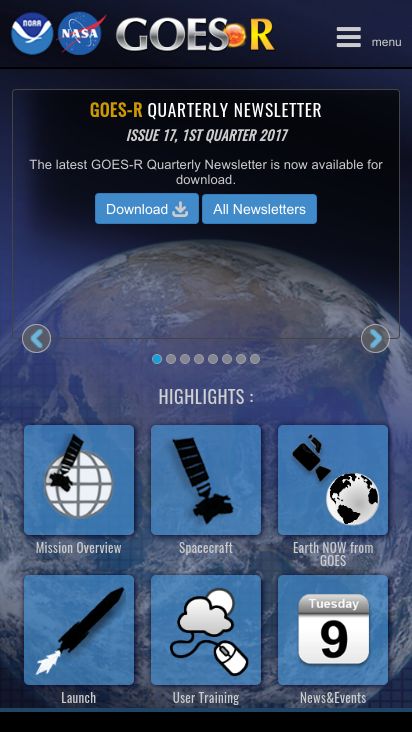 NOAA NASA GOES-R
menu
GOES-R QUARTERLY NEWSLETTER
ISSUE 17, 1ST QUARTER 2017
The latest GOES-R Quarterly Newsletter is now available for
download.
Download All Newsletters
HIGHLIGHTS :
Mission Overview Spacecraft Earth NOW from
GOES
Tuesday
9
Launch User Training News&Events